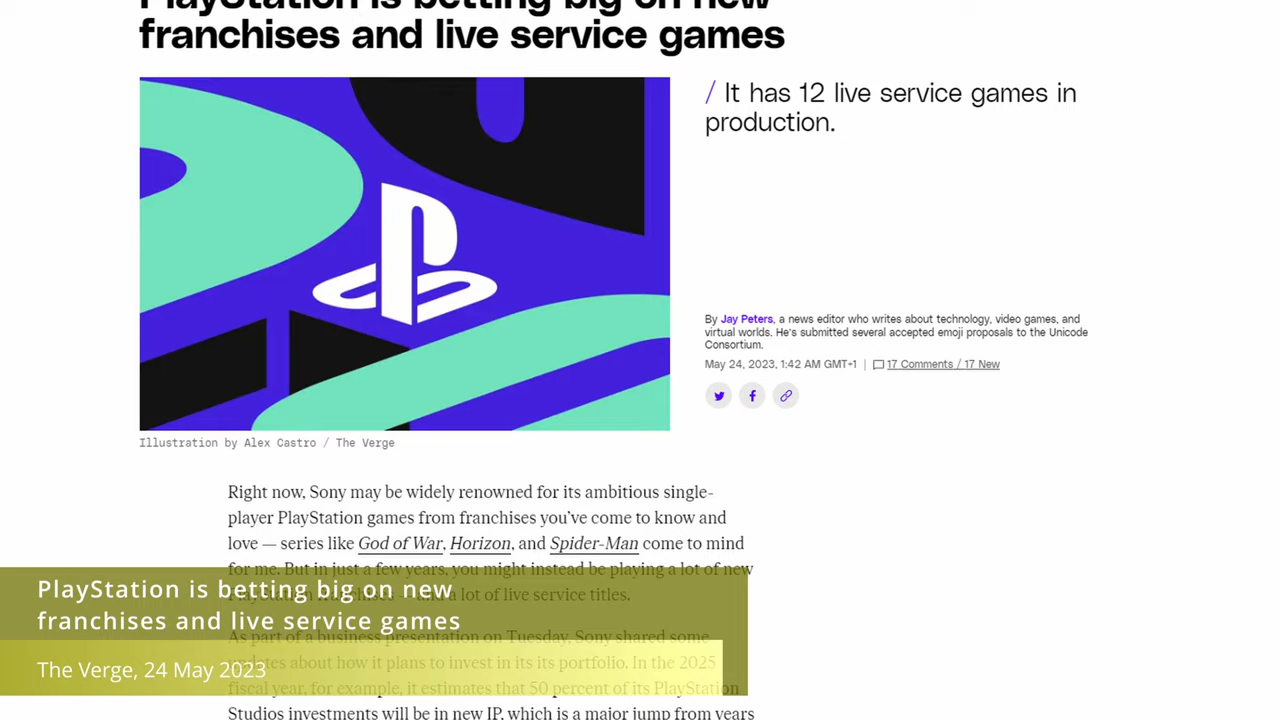 PlayStation is betting big on new
franchises and live service games
/ It has 12 live service games in
production.
By Jay Peters, a news editor who writes about technology, video games, and
virtual worlds. He's submitted several accepted emoji proposals to the Unicode
Consortium.
May 24, 2023, 1:42 AM GMT+1 | 17 Comments / 17 New
Illustration by Alex Castro / The Verge
Right now, Sony may be widely renowned for its ambitious single-
player PlayStation games from franchises you've come to know and
love — series like God of War, Horizon, and Spider-Man come to mind
for me. But in just a few years, you might instead be playing a lot of new
PlayStation franchises — and a lot of live service titles.
As part of a business presentation on Tuesday, Sony shared some
updates about how it plans to invest in its its portfolio. In the 2025
fiscal year, for example, it estimates that 50 percent of its PlayStation
Studios investments will be in new IP, which is a major jump from years
PlayStation is betting big on new
franchises and live service games
The Verge, 24 May 2023